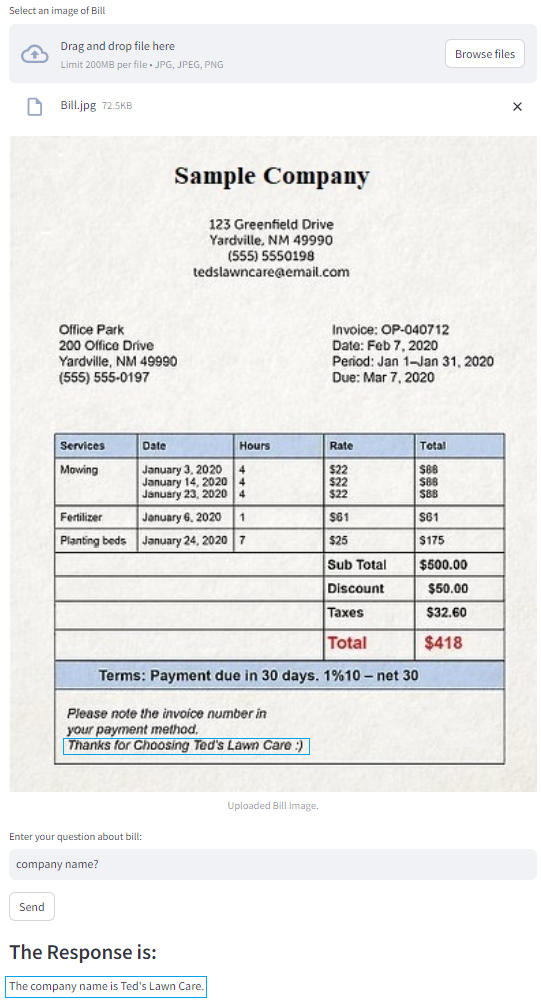 Select an image of Bill
Drag and drop file here
Limit 200MB per file • JPG, JPEG, PNG
Browse files
Bill.jpg 72.5KB
Sample Company
123 Greenfield Drive
Yardville, NM 49990
(555) 5550198
tedslawncare@email.com
Office Park
200 Office Drive
Yardville, NM 49990
(555) 555-0197
Invoice: OP-040712
Date: Feb 7, 2020
Period: Jan 1–Jan 31, 2020
Due: Mar 7, 2020
Services Date Hours Rate Total
Mowing January 3, 2020 4 $22 $88
January 14, 2020 4 $22 $88
January 23, 2020 4 $22 $88
Fertilizer January 6, 2020 1 $61 $61
Planting beds January 24, 2020 7 $25 $175
Sub Total $500.00
Discount $50.00
Taxes $32.60
Total $418
Terms: Payment due in 30 days. 1%10 – net 30
Please note the invoice number in
your payment method.
Thanks for Choosing Ted's Lawn Care :)
Uploaded Bill Image.
Enter your question about bill:
company name?
Send
The Response is:
The company name is Ted's Lawn Care.